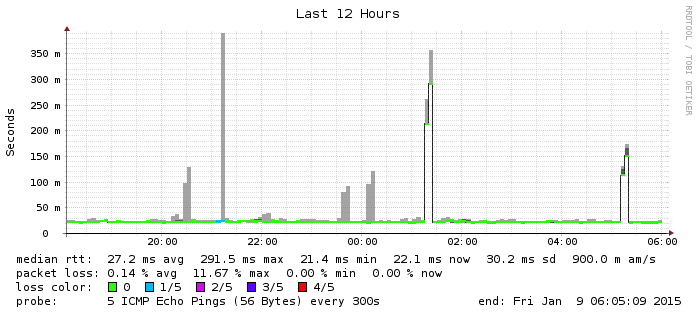 Last 12 Hours
RRDTOOL / TOBI OETIKER
Seconds
350 m
300 m
250 m
200 m
150 m
100 m
50 m
0
20:00 22:00 00:00 02:00 04:00 06:00
median rtt: 27.2 ms avg 291.5 ms max 21.4 ms min 22.1 ms now 30.2 ms sd 900.0 m am/s
packet loss: 0.14 % avg 11.67 % max 0.00 % min 0.00 % now
loss color: 0 1/5 2/5 3/5 4/5
probe: 5 ICMP Echo Pings (56 Bytes) every 300s end: Fri Jan 9 06:05:09 2015